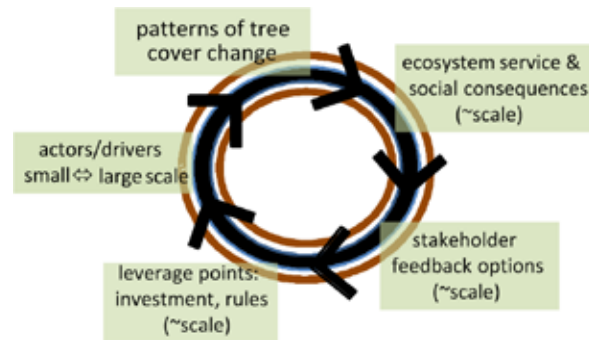 patterns of tree
cover change
ecosystem service &
social consequences
(~scale)
stakeholder
feedback options
(~scale)
leverage points:
investment, rules
(~scale)
actors/drivers
small ⇔ large scale